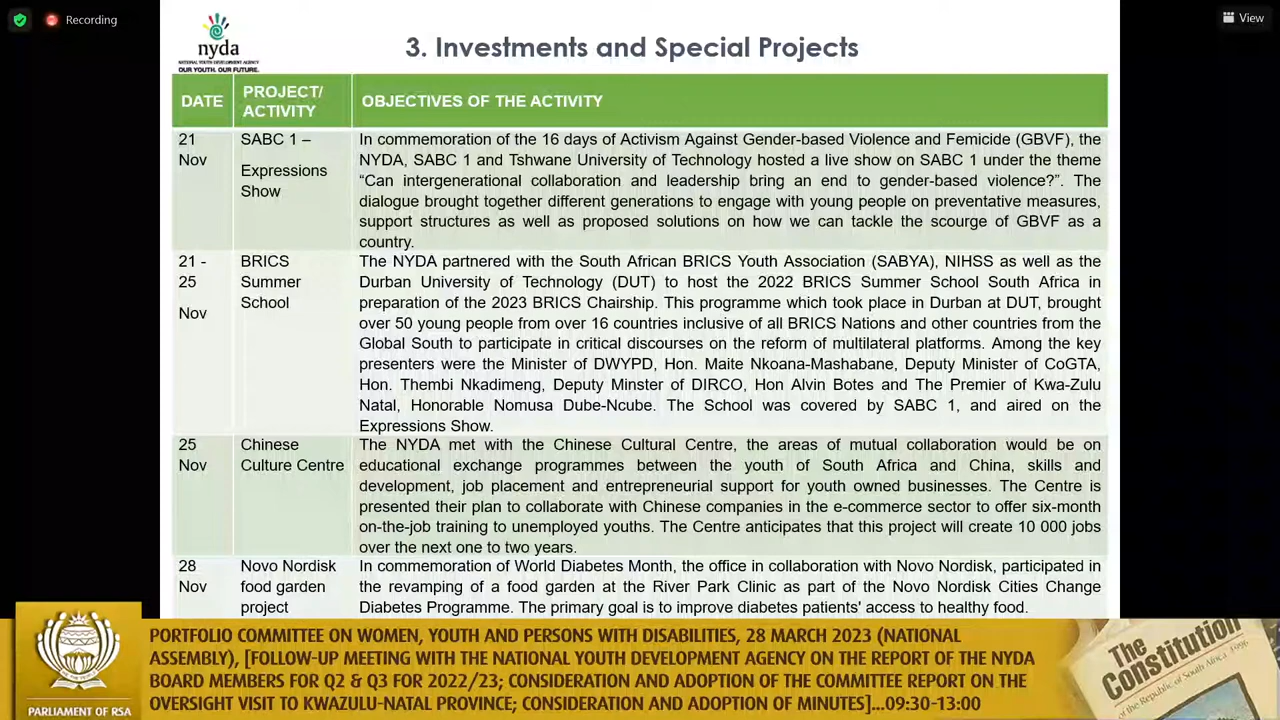 Recording
View
nyda
NATIONAL YOUTH DEVELOPMENT AGENCY
OUR YOUTH. OUR FUTURE.
3. Investments and Special Projects
DATE
PROJECT/
ACTIVITY
OBJECTIVES OF THE ACTIVITY
21
Nov
SABC 1 –
Expressions
Show
In commemoration of the 16 days of Activism Against Gender-based Violence and Femicide (GBVF), the
NYDA, SABC 1 and Tshwane University of Technology hosted a live show on SABC 1 under the theme
“Can intergenerational collaboration and leadership bring an end to gender-based violence?”. The
dialogue brought together different generations to engage with young people on preventative measures,
support structures as well as proposed solutions on how we can tackle the scourge of GBVF as a
country.
21 -
25
Nov
BRICS
Summer
School
The NYDA partnered with the South African BRICS Youth Association (SABYA), NIHSS as well as the
Durban University of Technology (DUT) to host the 2022 BRICS Summer School South Africa in
preparation of the 2023 BRICS Chairship. This programme which took place in Durban at DUT, brought
over 50 young people from over 16 countries inclusive of all BRICS Nations and other countries from the
Global South to participate in critical discourses on the reform of multilateral platforms. Among the key
presenters were the Minister of DWYPD, Hon. Maite Nkoana-Mashabane, Deputy Minister of CoGTA,
Hon. Thembi Nkadimeng, Deputy Minster of DIRCO, Hon Alvin Botes and The Premier of Kwa-Zulu
Natal, Honorable Nomusa Dube-Ncube. The School was covered by SABC 1, and aired on the
Expressions Show.
25
Nov
Chinese
Culture Centre
The NYDA met with the Chinese Cultural Centre, the areas of mutual collaboration would be on
educational exchange programmes between the youth of South Africa and China, skills and
development, job placement and entrepreneurial support for youth owned businesses. The Centre is
presented their plan to collaborate with Chinese companies in the e-commerce sector to offer six-month
on-the-job training to unemployed youths. The Centre anticipates that this project will create 10 000 jobs
over the next one to two years.
28
Nov
Novo Nordisk
food garden
project
In commemoration of World Diabetes Month, the office in collaboration with Novo Nordisk, participated in
the revamping of a food garden at the River Park Clinic as part of the Novo Nordisk Cities Change
Diabetes Programme. The primary goal is to improve diabetes patients' access to healthy food.
PARLIAMENT OF RSA
PORTFOLIO COMMITTEE ON WOMEN, YOUTH AND PERSONS WITH DISABILITIES, 28 MARCH 2023 (NATIONAL
ASSEMBLY), [FOLLOW-UP MEETING WITH THE NATIONAL YOUTH DEVELOPMENT AGENCY ON THE REPORT OF THE NYDA
BOARD MEMBERS FOR Q2 & Q3 FOR 2022/23; CONSIDERATION AND ADOPTION OF THE COMMITTEE REPORT ON THE
OVERSIGHT VISIT TO KWAZULU-NATAL PROVINCE; CONSIDERATION AND ADOPTION OF MINUTES]...09:30-13:00
The
Constitution
of the Republic of South Africa, 1996